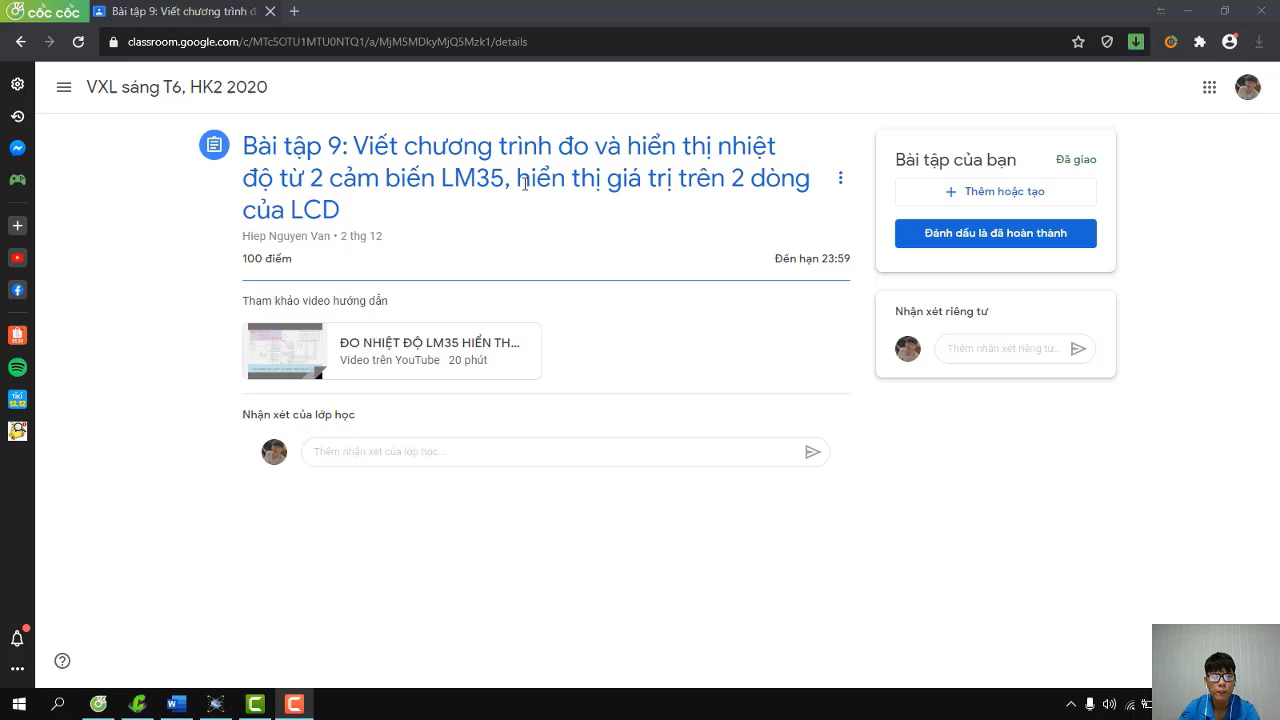 cốc cốc
Bài tập 9: Viết chương trình đ
classroom.google.com/c/MTc5OTU1MTU0NTQ1/a/MjM5MDkyMjQ5Mzk1/details
VXL sáng T6, HK2 2020
Bài tập 9: Viết chương trình đo và hiển thị nhiệt
độ từ 2 cảm biến LM35, hiển thị giá trị trên 2 dòng
của LCD
Hiep Nguyen Van • 2 thg 12
100 điểm
Đến hạn 23:59
Tham khảo video hướng dẫn
ĐO NHIỆT ĐỘ LM35 HIỂN TH...
Video trên YouTube 20 phút
Nhận xét của lớp học
Thêm nhận xét của lớp học...
Bài tập của bạn
Đã giao
+ Thêm hoặc tạo
Đánh dấu là đã hoàn thành
Nhận xét riêng tư
Thêm nhận xét riêng tư...